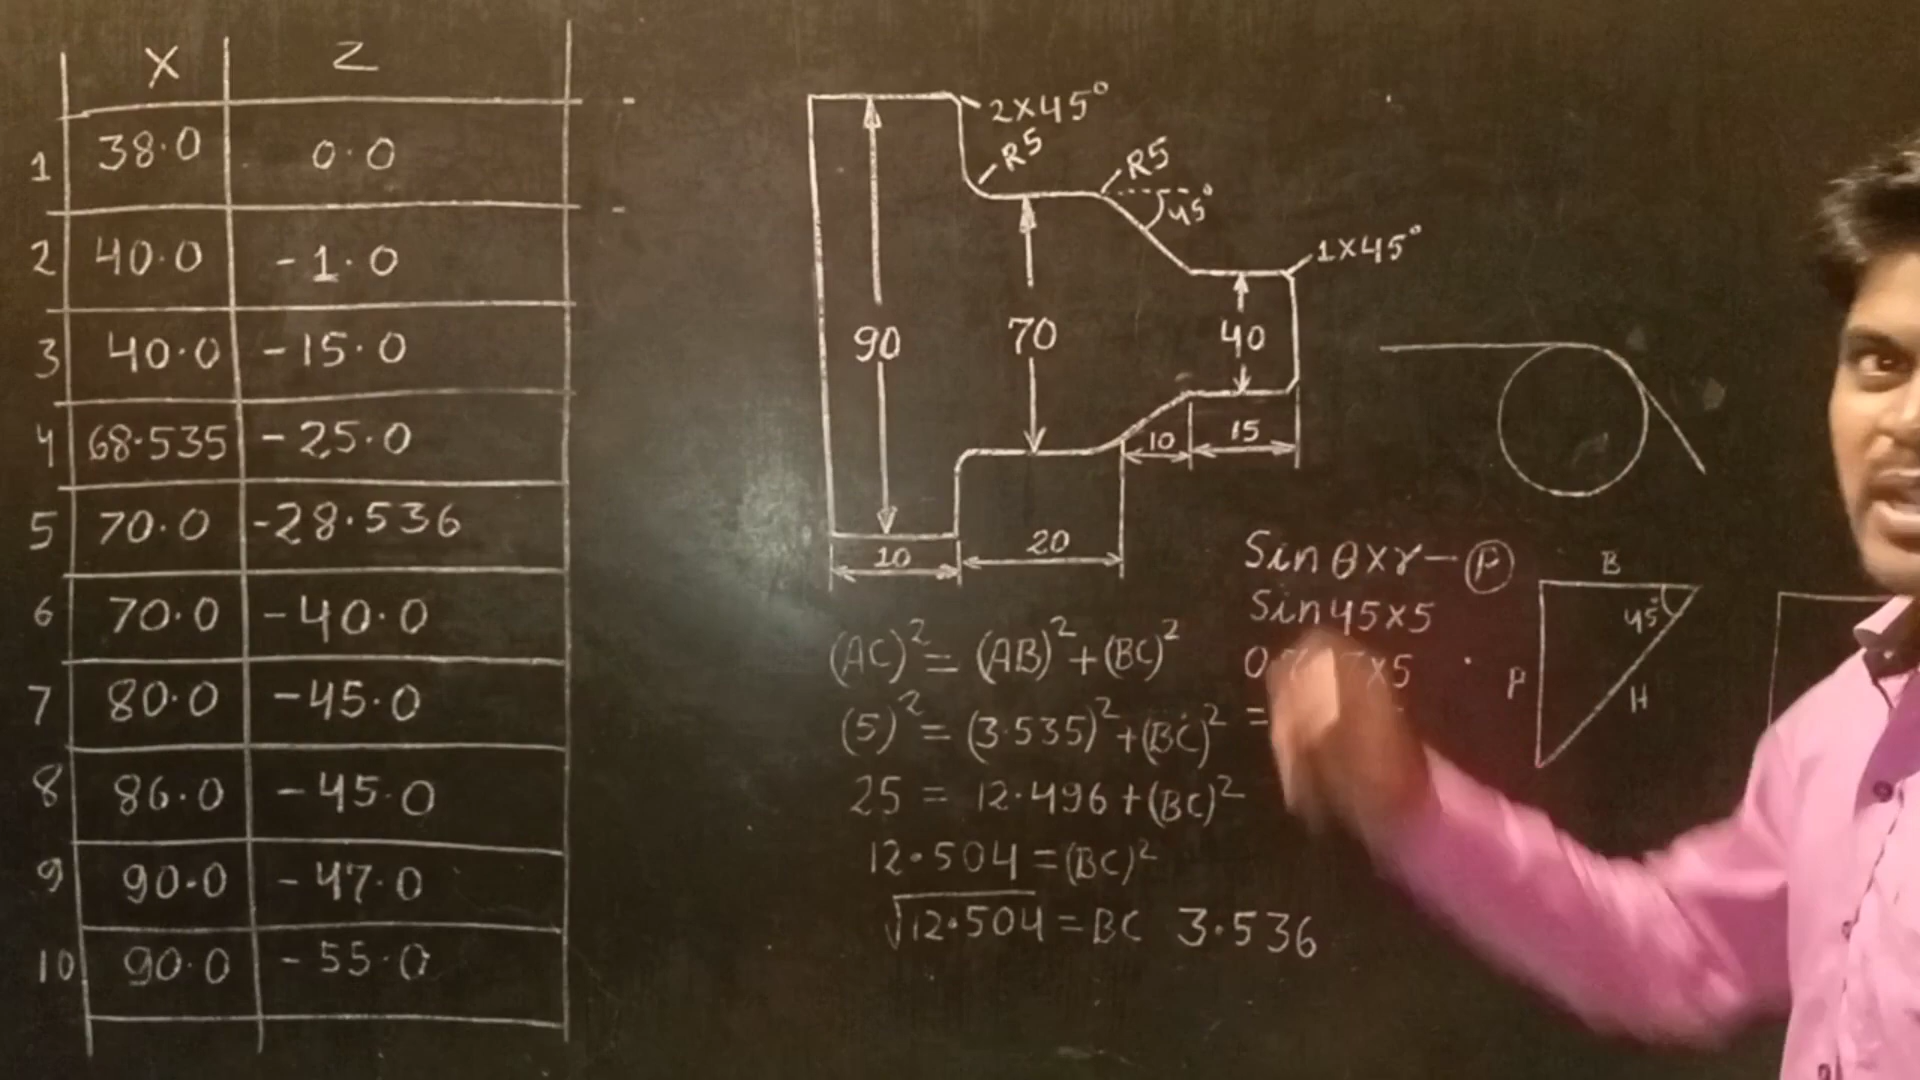 X Z
1 38.0 0.0
2 40.0 -1.0
3 40.0 -15.0
4 68.535 -25.0
5 70.0 -28.536
6 70.0 -40.0
7 80.0 -45.0
8 86.0 -45.0
9 90.0 -47.0
10 90.0 -55.0
2X45°
R5
R5
45°
1X45°
90
70
40
10
15
10
20
(AC)² = (AB)² + (BC)²
(5)² = (3.535)² + (BC)²
25 = 12.496 + (BC)²
12.504 = (BC)²
√12.504 = BC 3.536
Sin θ x r - P
Sin 45 x 5
x5
=
B
45°
P
H